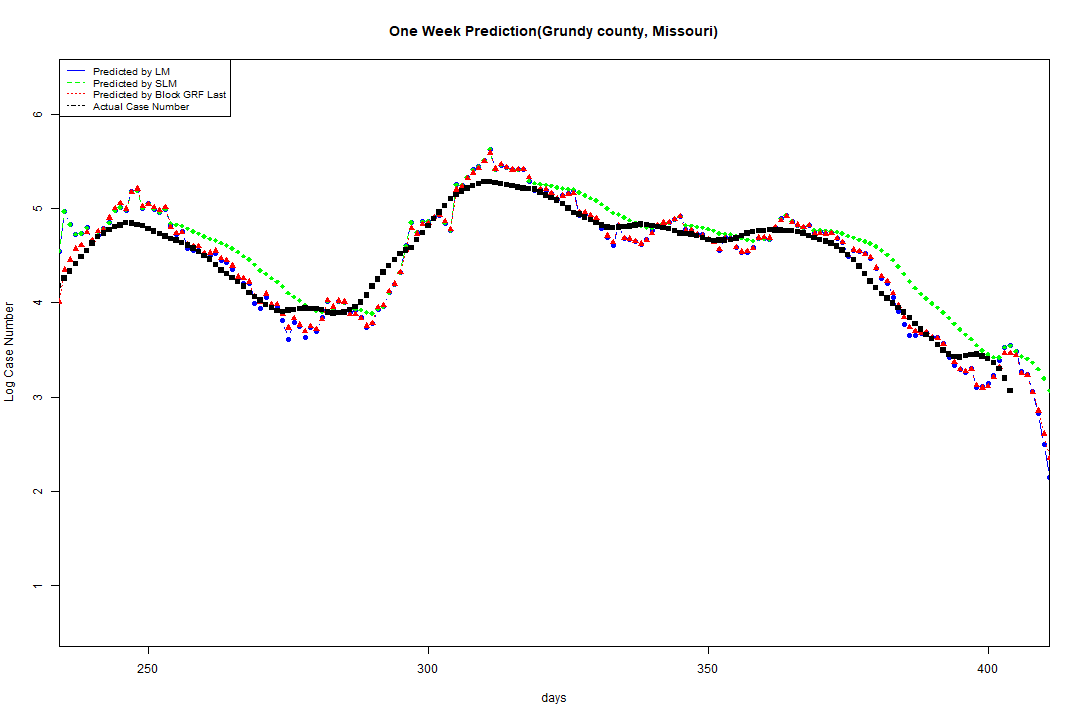 One Week Prediction(Grundy county, Missouri)
Predicted by LM
Predicted by SLM
Predicted by Block GRF Last
Actual Case Number
6
5
4
3
2
1
Log Case Number
250 300 350 400
days